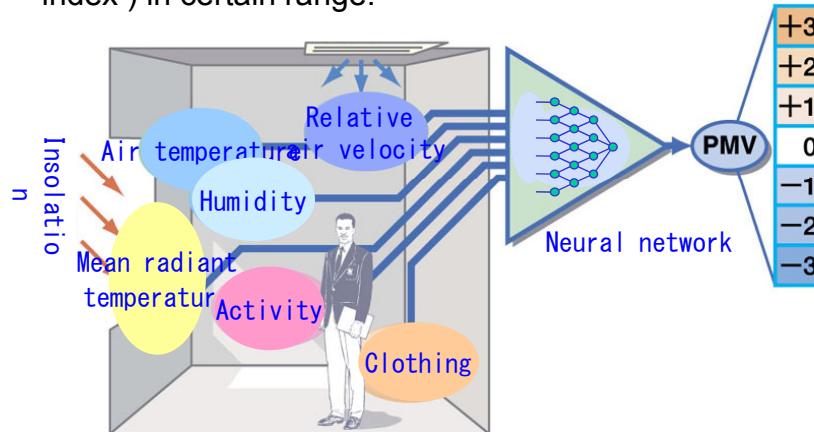 index ) in certain range.
Relative
air velocity
Air temperature
Humidity
Insolatio
n
Mean radiant
temperatur
Activity
Clothing
Neural network
PMV
+3
+2
+1
0
−1
−2
−3